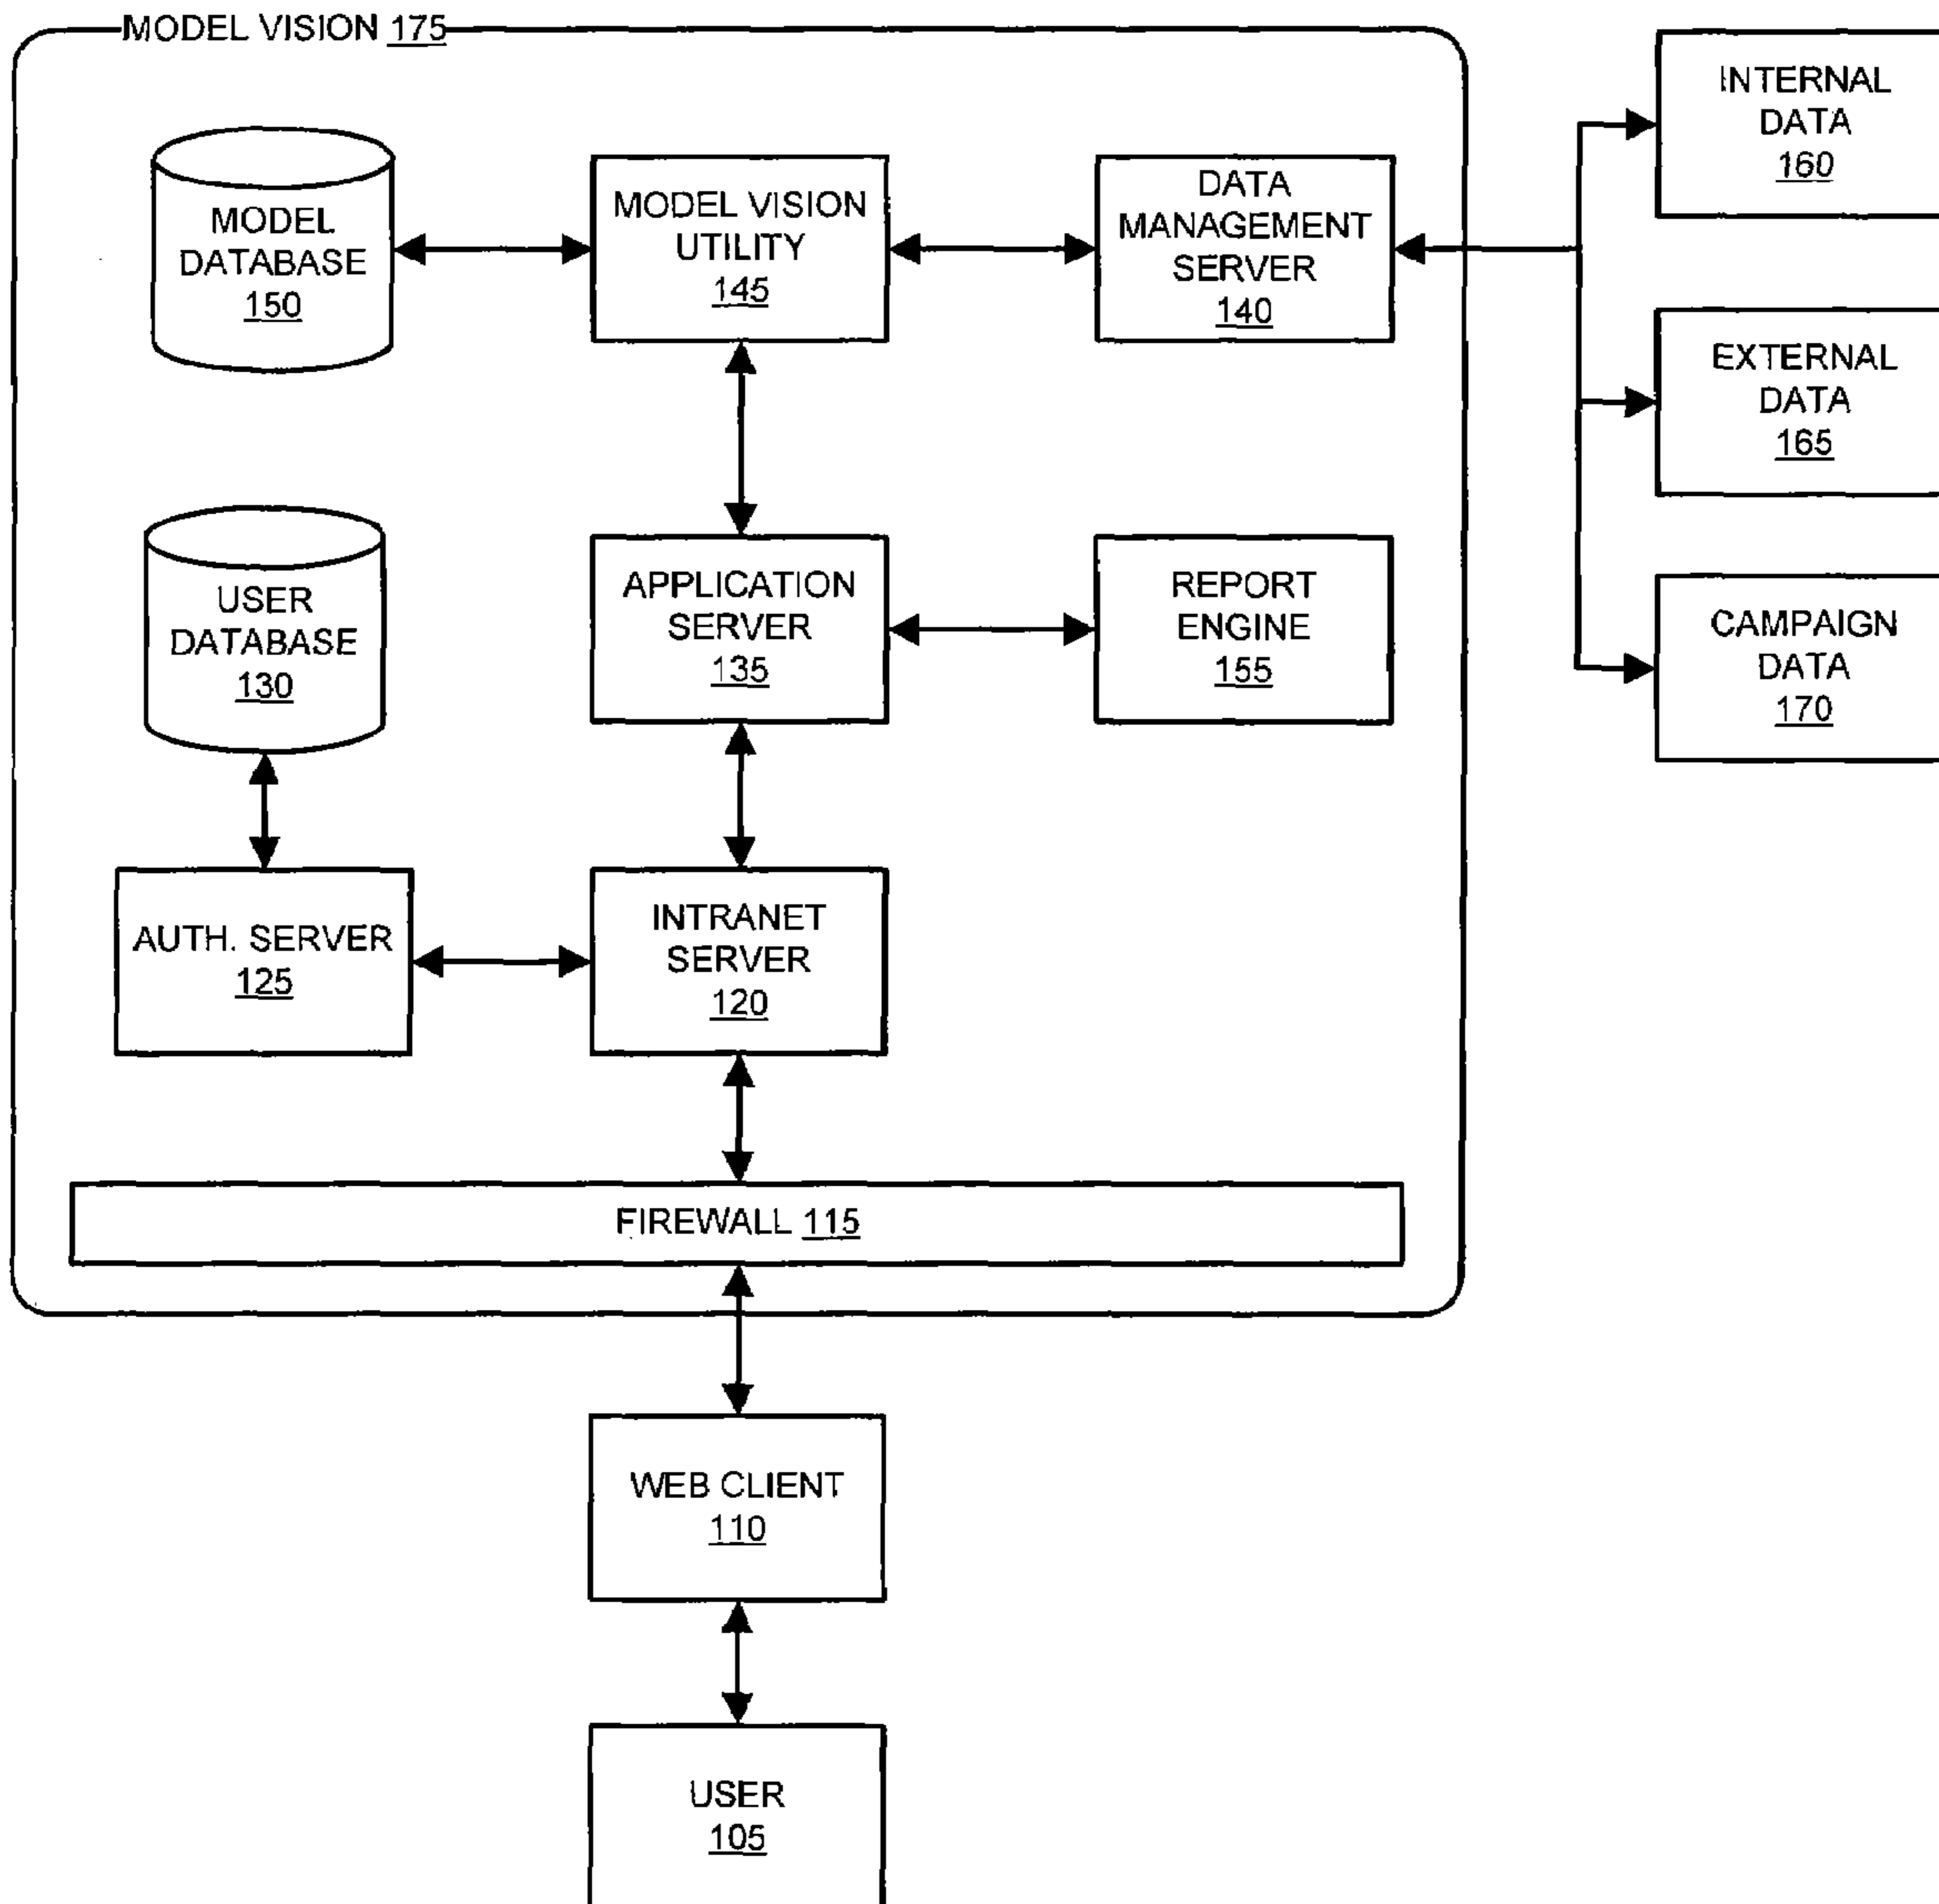 MODEL VISION 175
INTERNAL
DATA
160
MODEL
DATABASE
150
MODEL VISION
UTILITY
145
DATA
MANAGEMENT
SERVER
140
EXTERNAL
DATA
165
USER
DATABASE
130
APPLICATION
SERVER
135
REPORT
ENGINE
155
CAMPAIGN
DATA
170
AUTH. SERVER
125
INTRANET
SERVER
120
FIREWALL 115
WEB CLIENT
110
USER
105